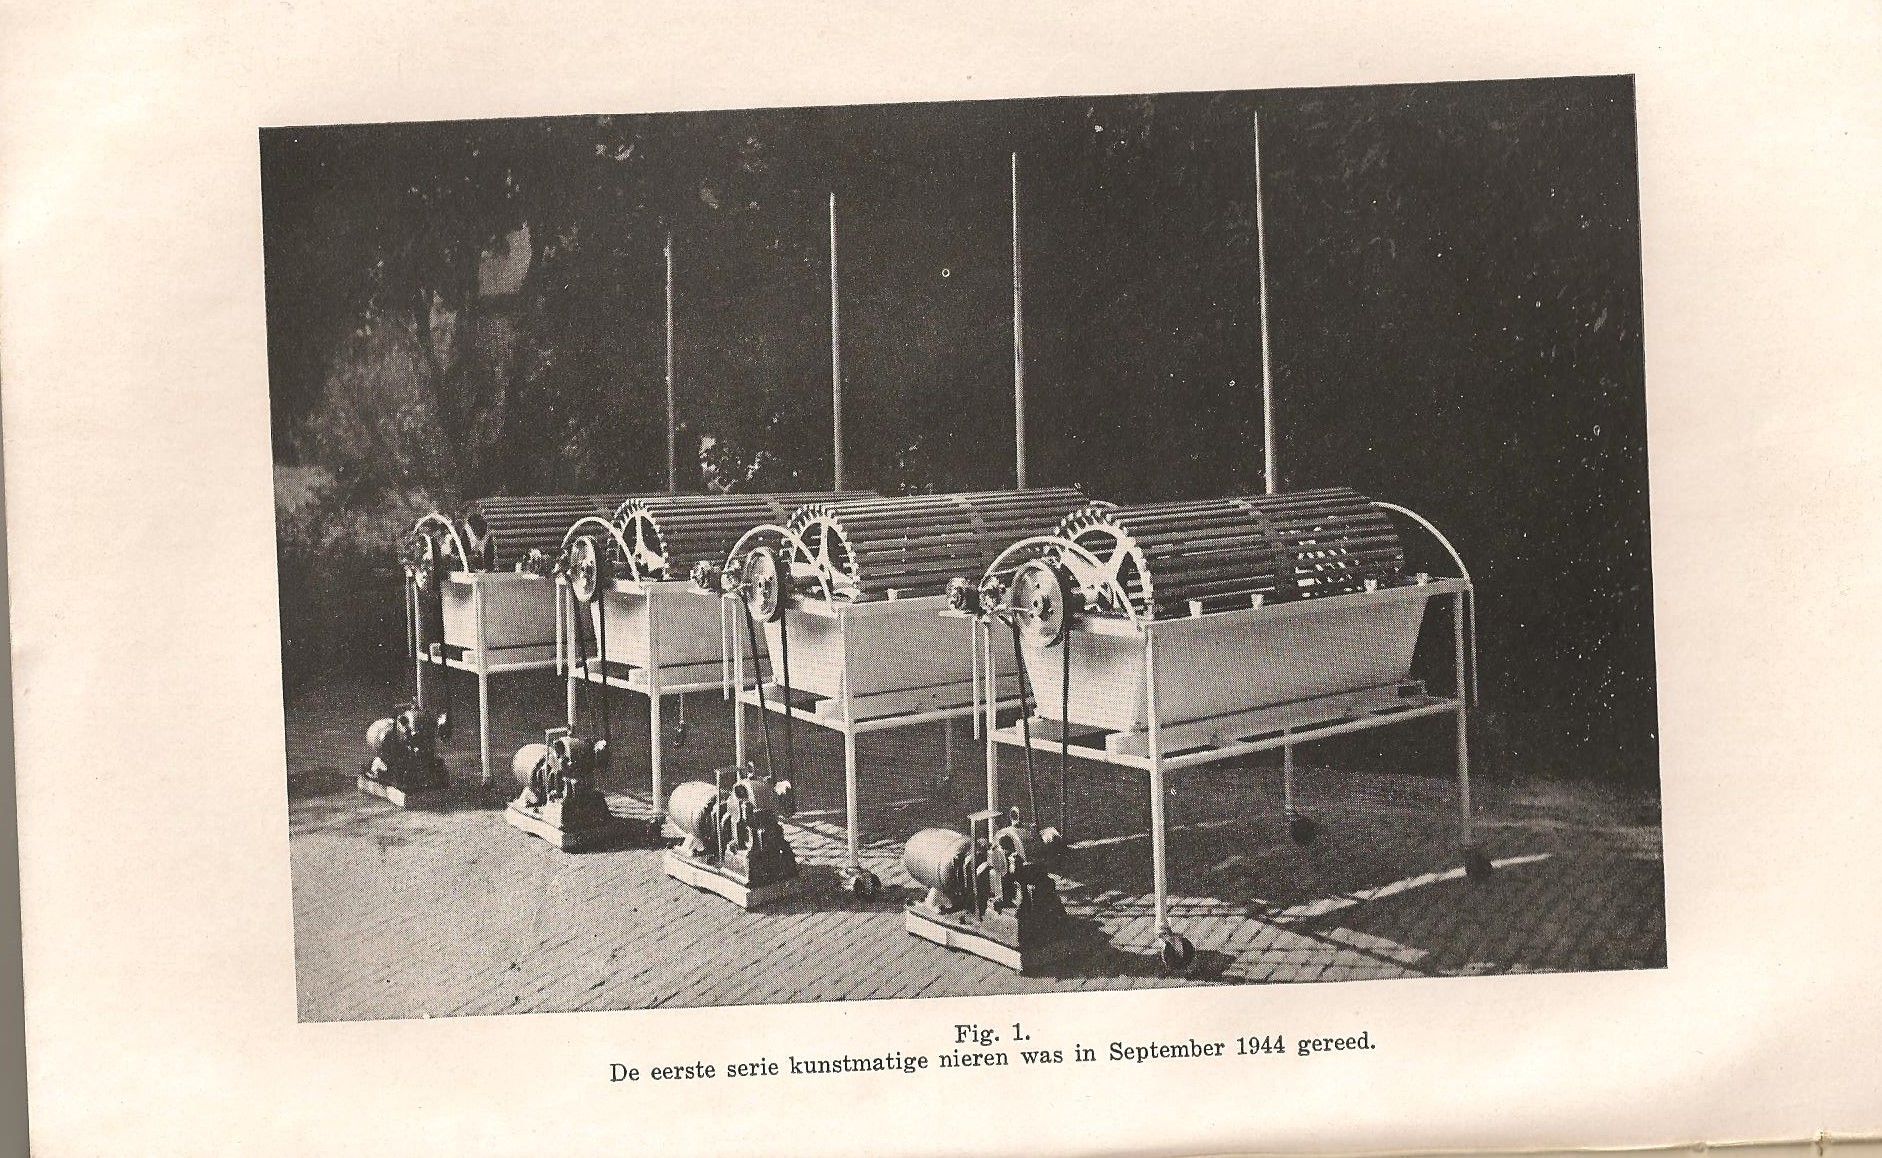 Fig. 1.
De eerste serie kunstmatige nieren was in September 1944 gereed.